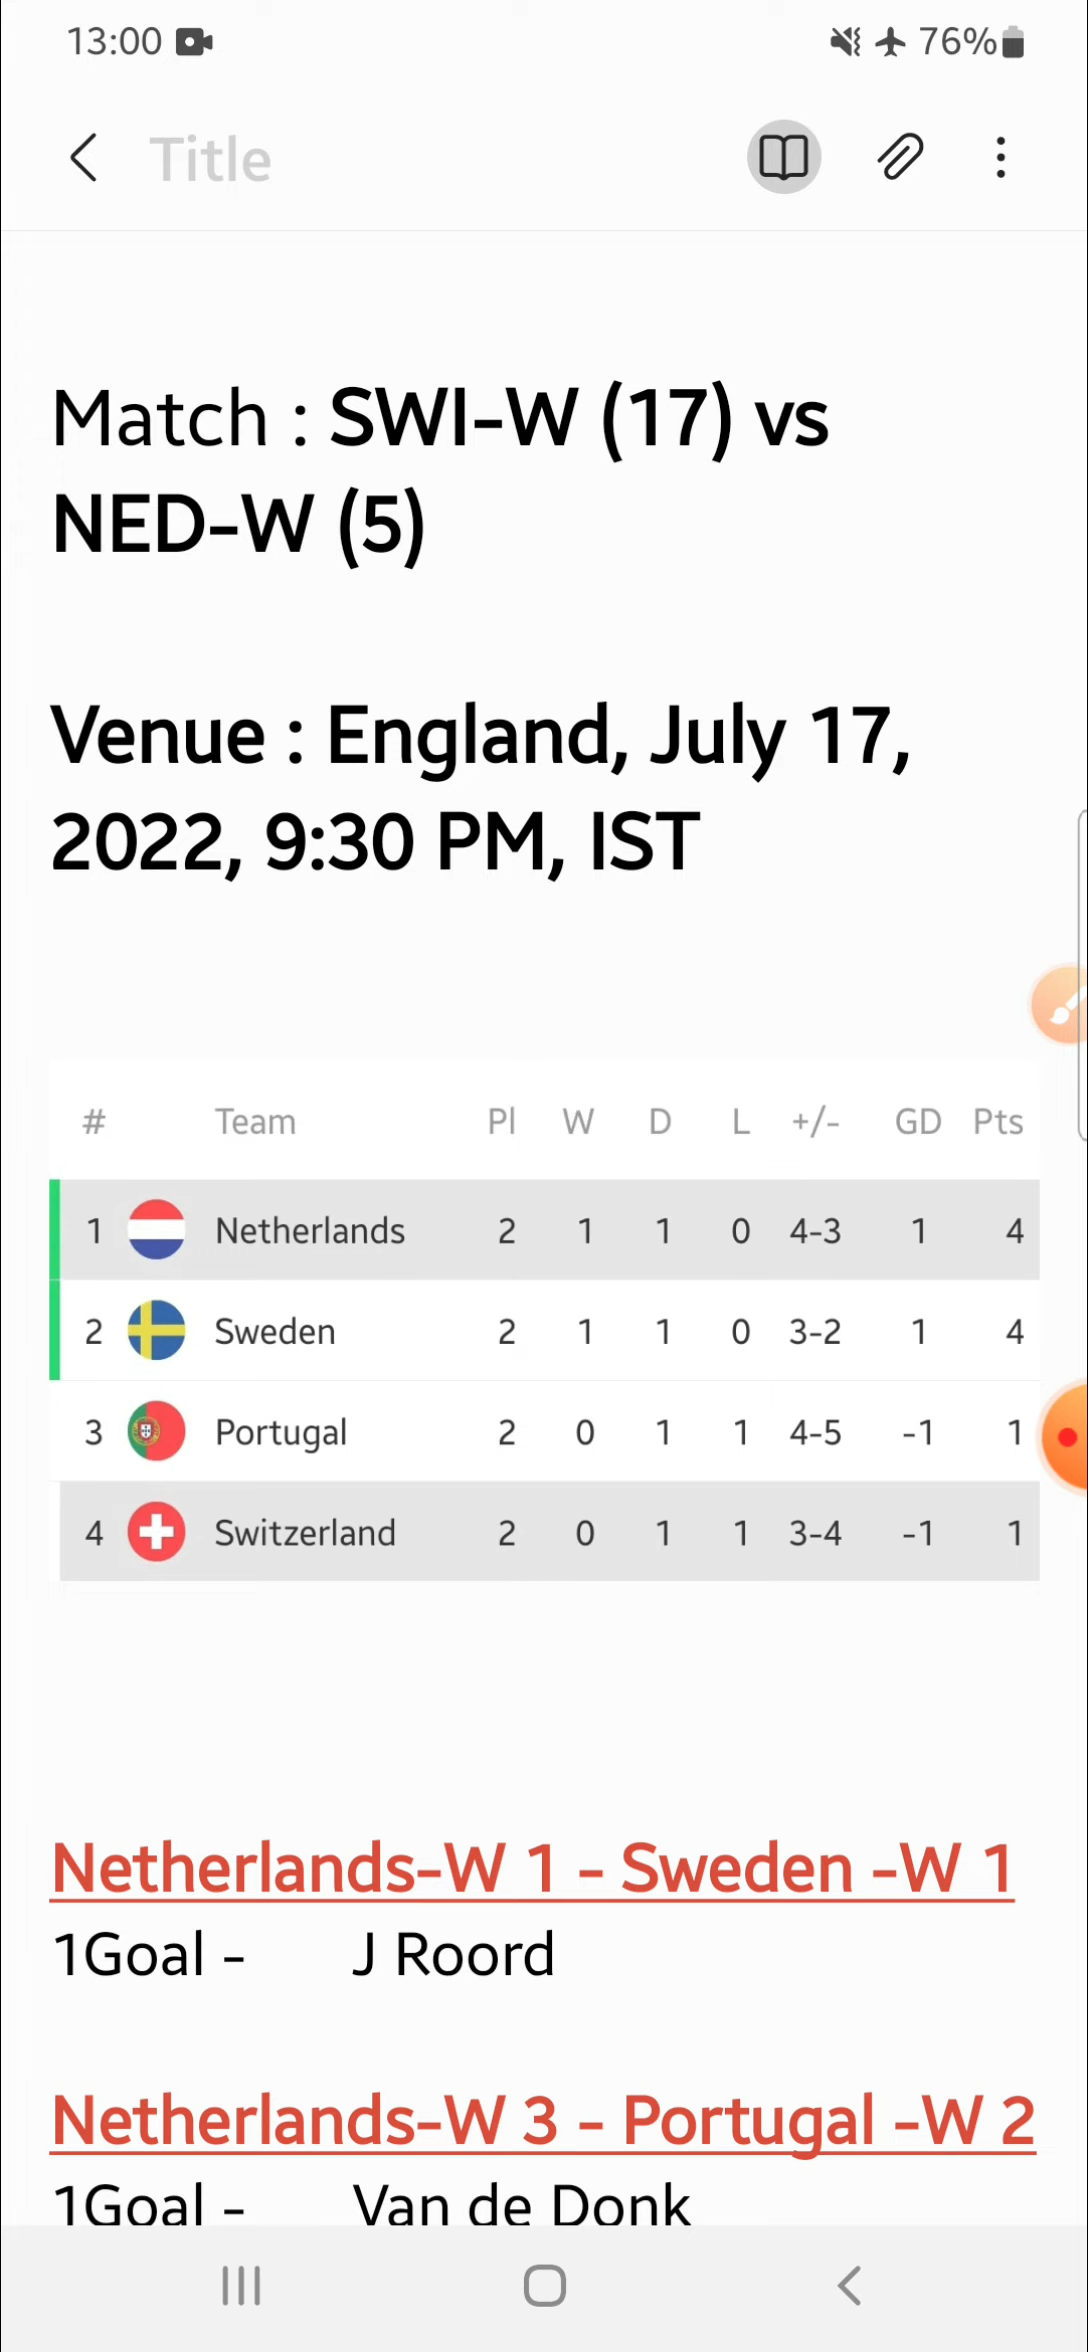 13:00 76%
Title
Match : SWI-W (17) vs
NED-W (5)
Venue : England, July 17,
2022, 9:30 PM, IST
# Team Pl W D L +/- GD Pts
1 Netherlands 2 1 1 0 4-3 1 4
2 Sweden 2 1 1 0 3-2 1 4
3 Portugal 2 0 1 1 4-5 -1 1
4 Switzerland 2 0 1 1 3-4 -1 1
Netherlands-W 1 - Sweden -W 1
1Goal - J Roord
Netherlands-W 3 - Portugal -W 2
1Goal - Van de Donk